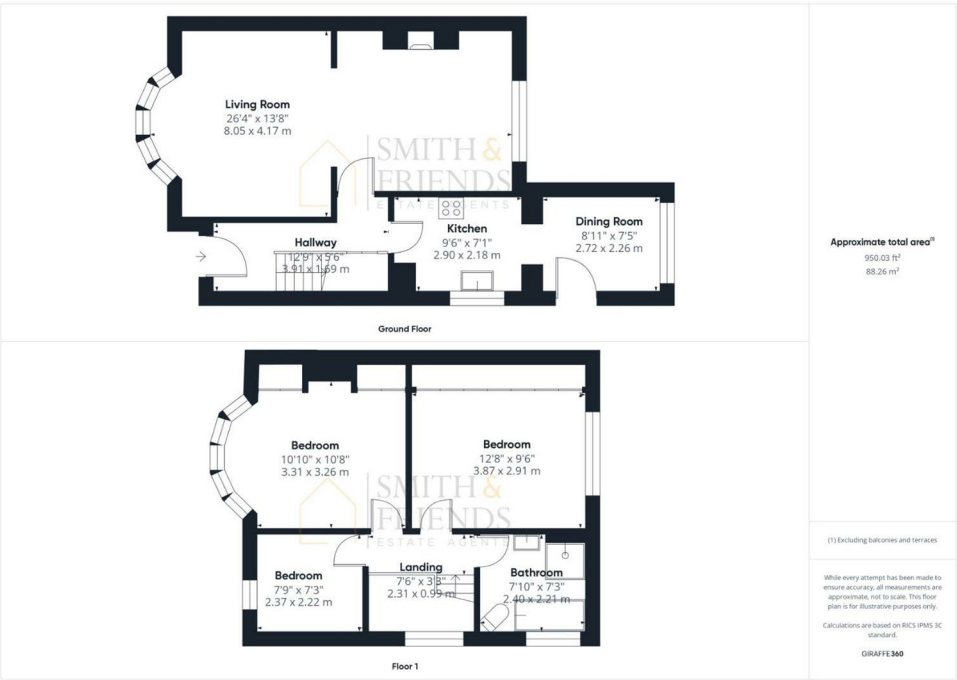 Living Room
26'4" x 13'8"
8.05 x 4.17 m
SMITH &
FRIENDS
ESTATE AGENTS
Hallway
12'9" x 5'6"
3.91 x 1.69 m
Kitchen
9'6" x 7'1"
2.90 x 2.18 m
Dining Room
8'11" x 7'5"
2.72 x 2.26 m
Ground Floor
Approximate total area(1)
950.03 ft²
88.26 m²
Bedroom
10'10" x 10'8"
3.31 x 3.26 m
Bedroom
12'8" x 9'6"
3.87 x 2.91 m
SMITH &
FRIENDS
ESTATE AGENTS
Bedroom
7'9" x 7'3"
2.37 x 2.22 m
Landing
7'6" x 3'3"
2.31 x 0.99 m
Bathroom
7'10" x 7'3"
2.40 x 2.21 m
Floor 1
(1) Excluding balconies and terraces
While every attempt has been made to
ensure accuracy, all measurements are
approximate, not to scale. This floor
plan is for illustrative purposes only.
Calculations are based on RICS IPMS 3C
standard.
GIRAFFE360